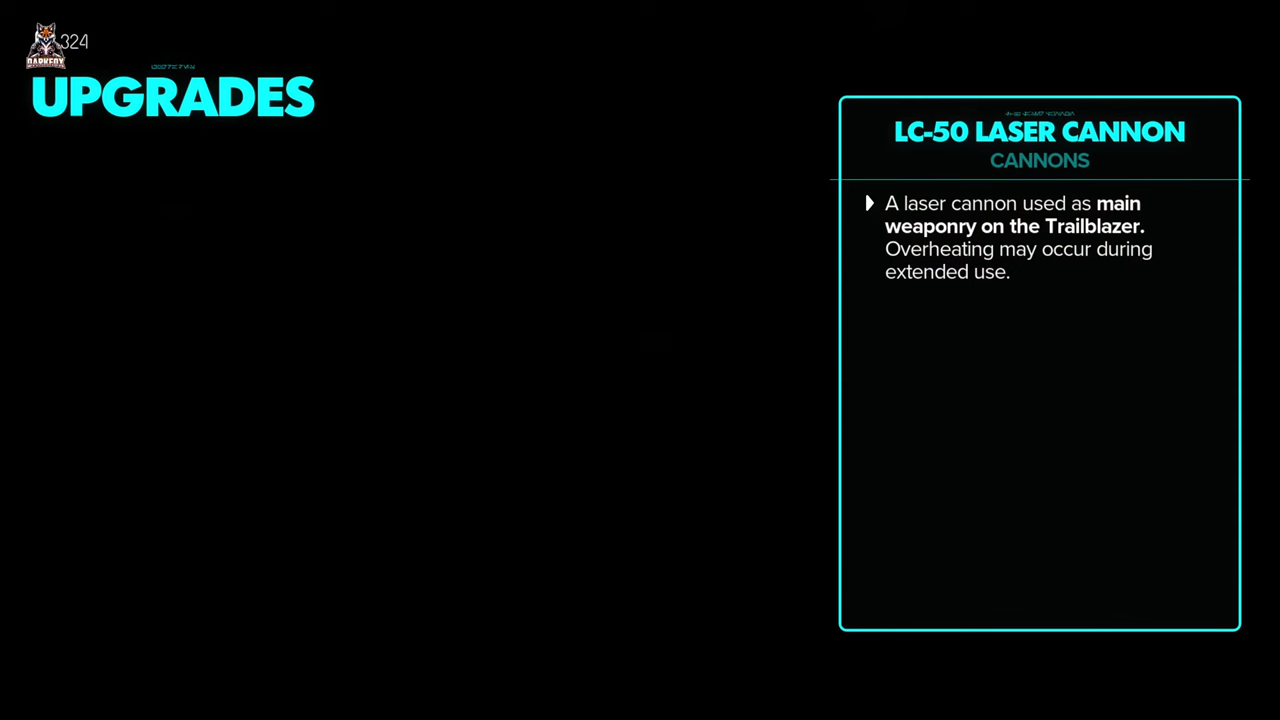 324
DARKFOX
UPGRADES
LC-50 LASER CANNON
CANNONS
A laser cannon used as main
weaponry on the Trailblazer.
Overheating may occur during
extended use.